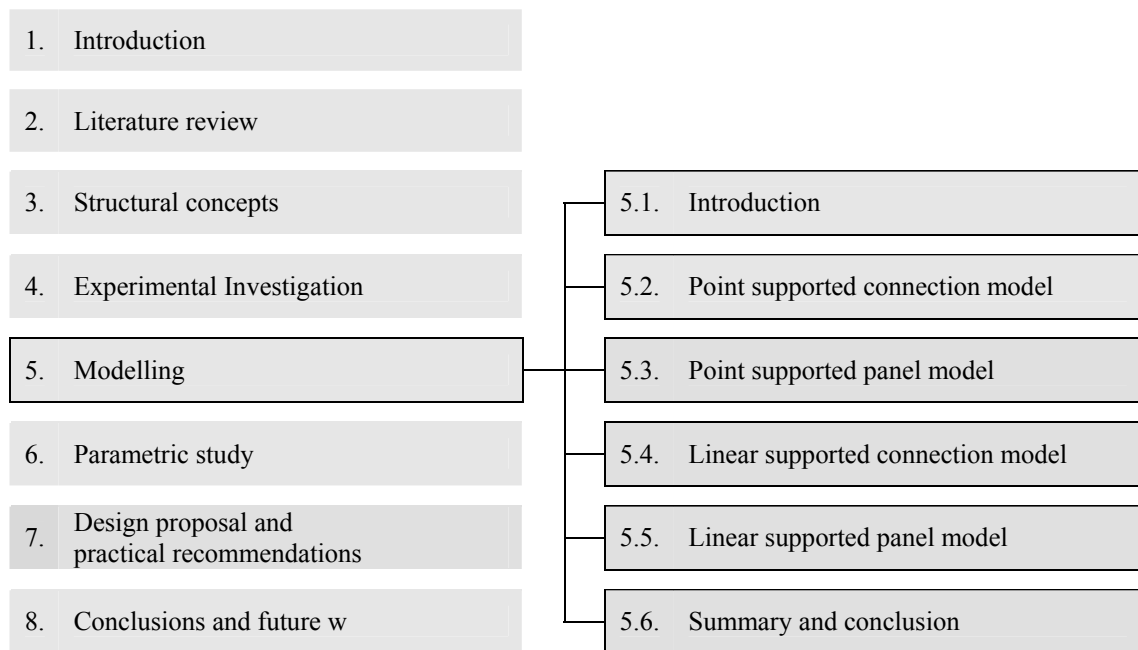 1. Introduction
2. Literature review
3. Structural concepts
4. Experimental Investigation
5. Modelling
6. Parametric study
7. Design proposal and
practical recommendations
8. Conclusions and future w
5.1. Introduction
5.2. Point supported connection model
5.3. Point supported panel model
5.4. Linear supported connection model
5.5. Linear supported panel model
5.6. Summary and conclusion